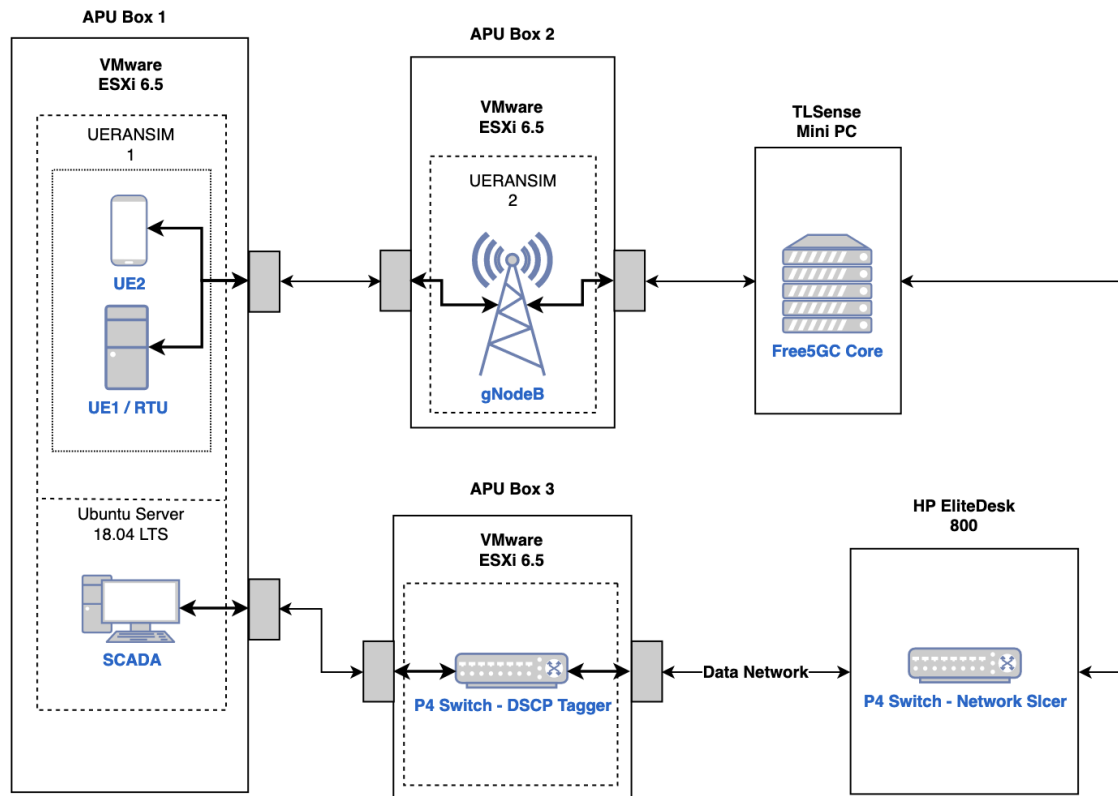 APU Box 1
VMware
ESXi 6.5
UERANSIM
1
UE2
UE1 / RTU
Ubuntu Server
18.04 LTS
SCADA
APU Box 2
VMware
ESXi 6.5
UERANSIM
2
gNodeB
TLSense
Mini PC
Free5GC Core
APU Box 3
VMware
ESXi 6.5
P4 Switch - DSCP Tagger
Data Network
HP EliteDesk
800
P4 Switch - Network Slcer